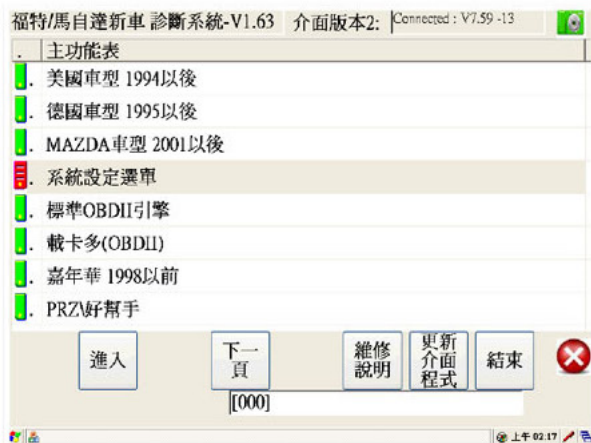 福特/馬自達新車 診斷系統-V1.63 介面版本2: Connected : V7.59 -13
. 主功能表
. 美國車型 1994以後
. 德國車型 1995以後
. MAZDA車型 2001以後
. 系統設定選單
. 標準OBDII引擎
. 載卡多(OBDII)
. 嘉年華 1998以前
. PRZ\好幫手
進入
下一
頁
維修
說明
更新
介面
程式
結束
[000]
上午 02:17